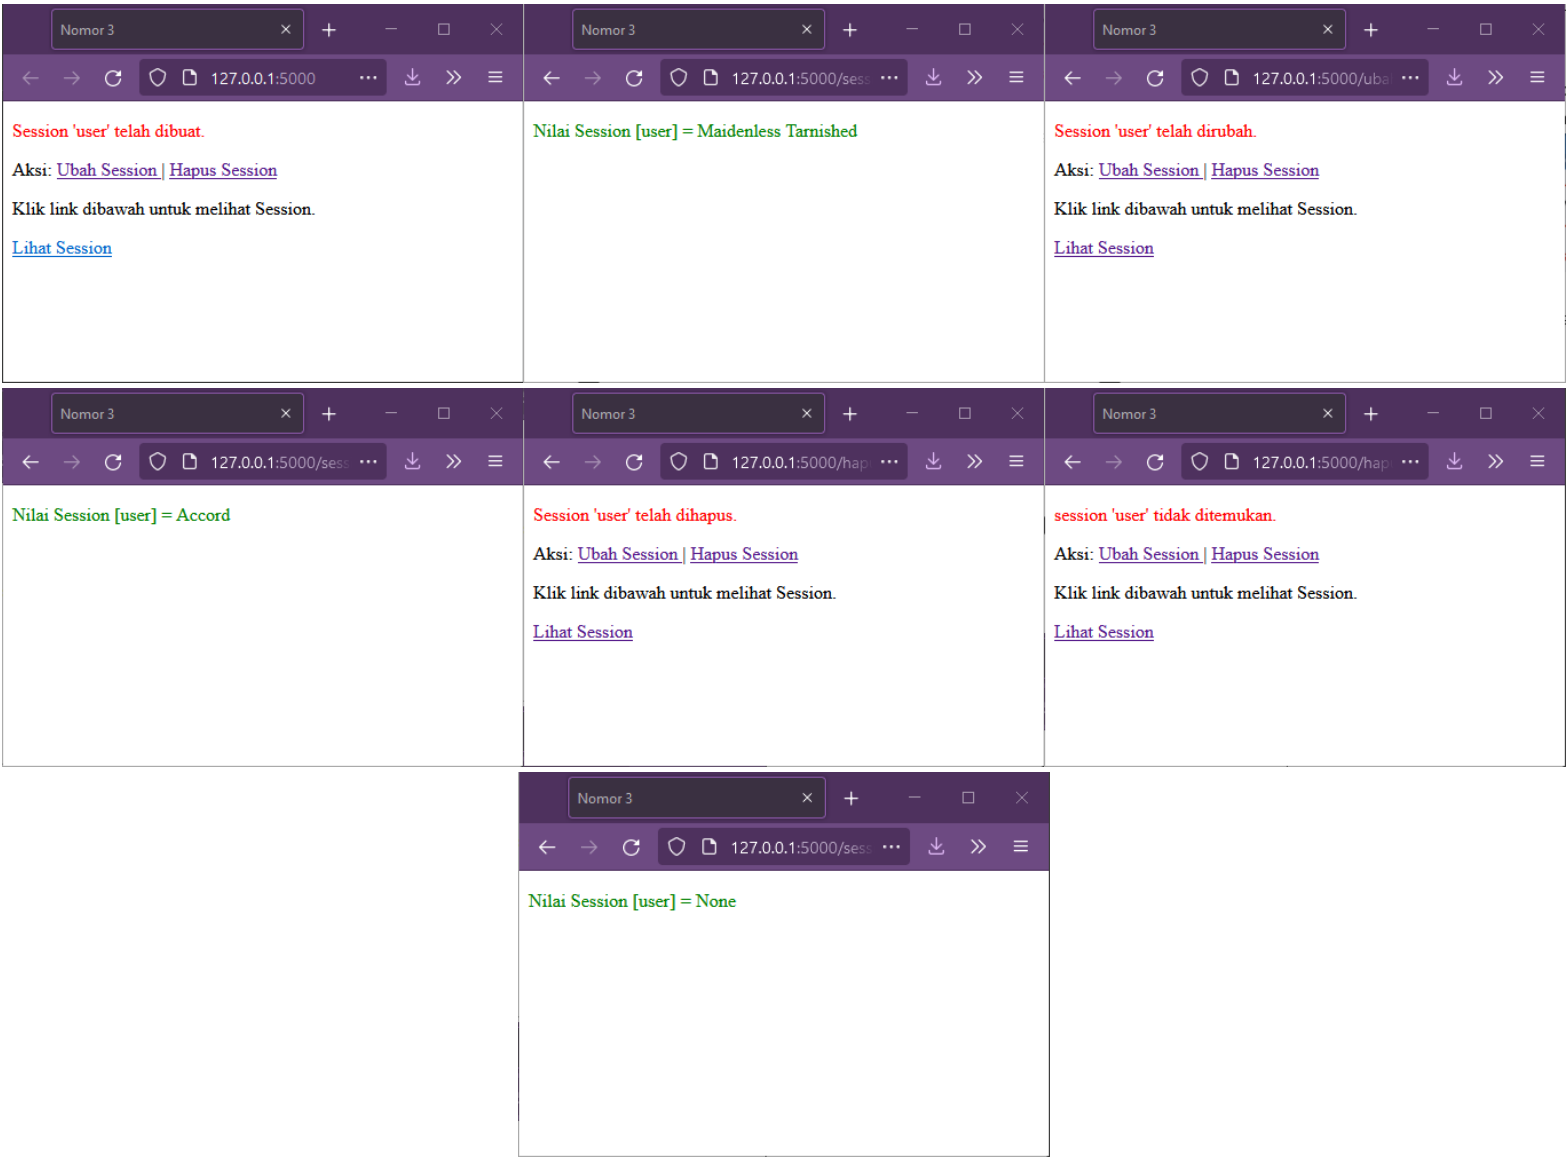 Nomor 3
127.0.0.1:5000
Session 'user' telah dibuat.
Aksi: Ubah Session | Hapus Session
Klik link dibawah untuk melihat Session.
Lihat Session
Nomor 3
127.0.0.1:5000/sess
Nilai Session [user] = Maidenless Tarnished
Nomor 3
127.0.0.1:5000/uba
Session 'user' telah dirubah.
Aksi: Ubah Session | Hapus Session
Klik link dibawah untuk melihat Session.
Lihat Session
Nomor 3
127.0.0.1:5000/sess
Nilai Session [user] = Accord
Nomor 3
127.0.0.1:5000/hap
Session 'user' telah dihapus.
Aksi: Ubah Session | Hapus Session
Klik link dibawah untuk melihat Session.
Lihat Session
Nomor 3
127.0.0.1:5000/hap
session 'user' tidak ditemukan.
Aksi: Ubah Session | Hapus Session
Klik link dibawah untuk melihat Session.
Lihat Session
Nomor 3
127.0.0.1:5000/sess
Nilai Session [user] = None